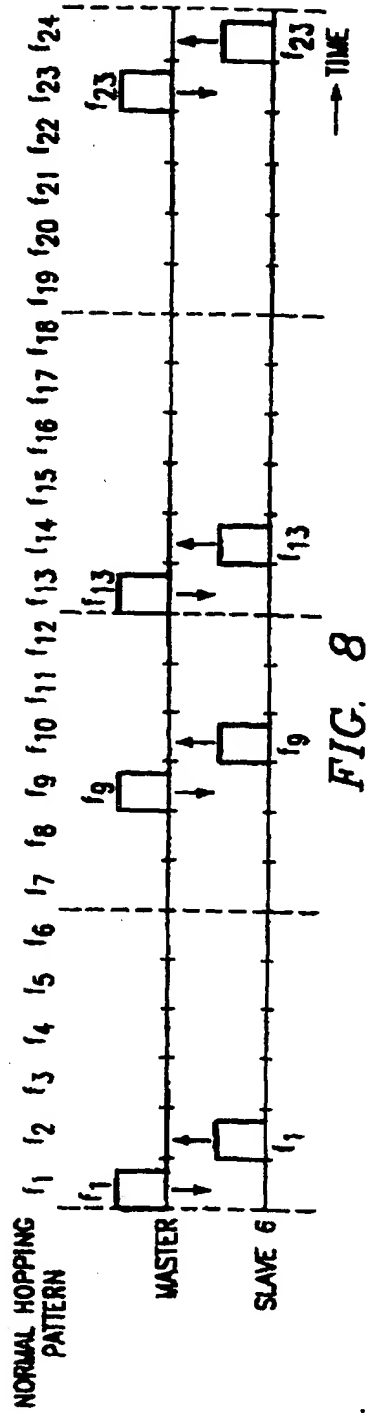 NORMAL HOPPING
PATTERN
f1 f2 f3 f4 f5 f6 f7 f8 f9 f10 f11 f12 f13 f14 f15 f16 f17 f18 f19 f20 f21 f22 f23 f24
f1 f9 f13 f23
MASTER
SLAVE 6
f1 f9 f13 f23
TIME
FIG. 8